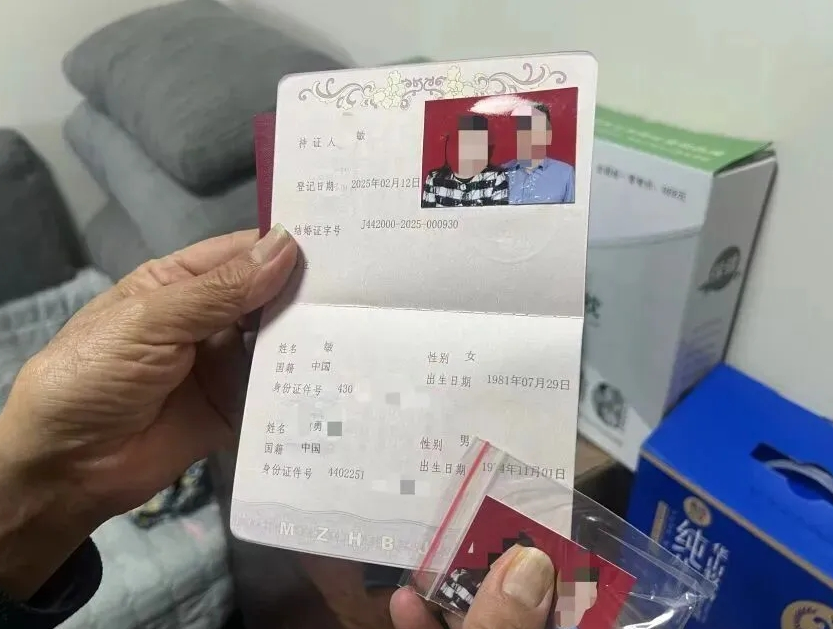 持证人 敏
登记日期 2025年02月12日
结婚证字号 J442000-2025-000930
姓名 敏 性别 女
国籍 中国 出生日期 1981年07月29日
身份证件号 430
姓名 勇 性别 男
国籍 中国 出生日期 11月01日
身份证件号 4402251
MZHB
纯